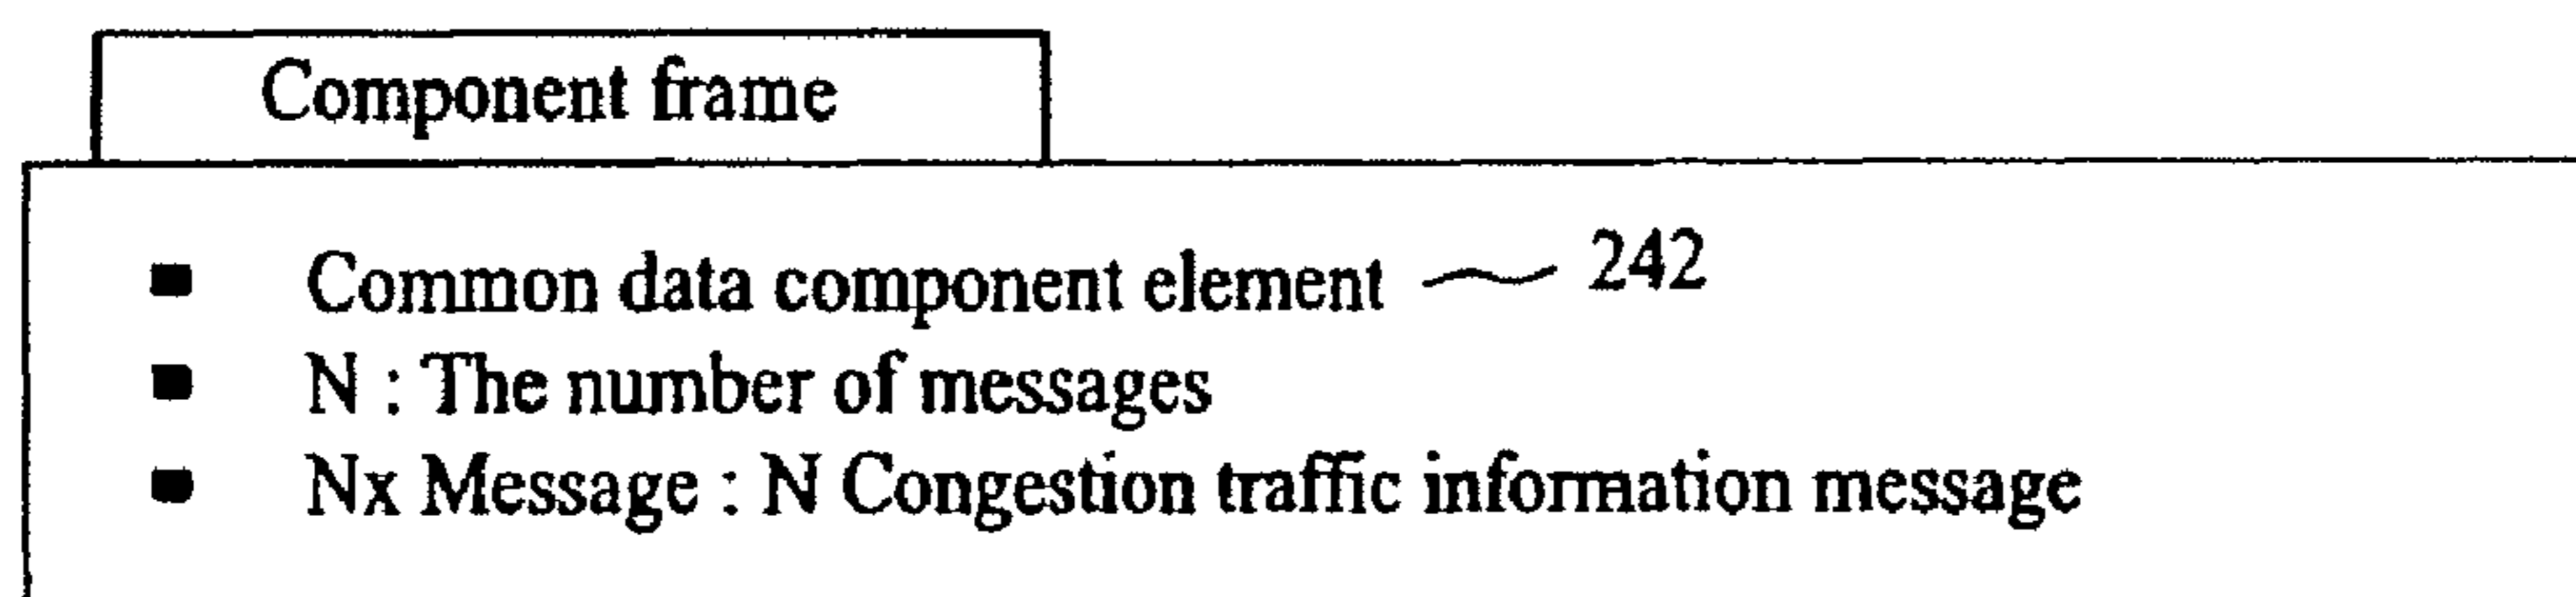 Component frame
▪ Common data component element 242
▪ N : The number of messages
▪ Nx Message : N Congestion traffic information message